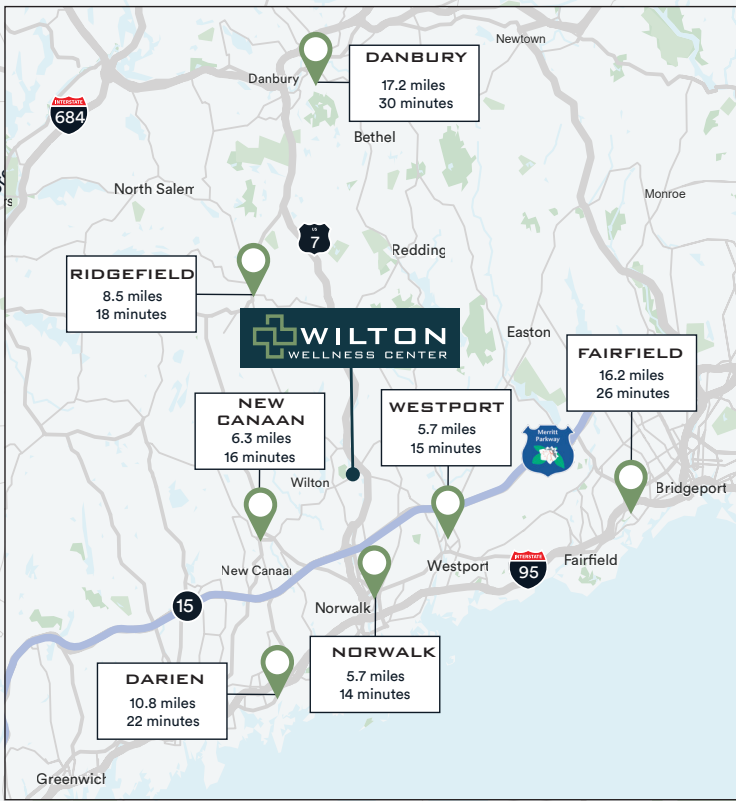 Newtown
DANBURY
17.2 miles
30 minutes
Danbury
INTERSTATE
684
Bethel
North Salem
Monroe
US
7
Redding
RIDGEFIELD
8.5 miles
18 minutes
WILTON
WELLNESS CENTER
Easton
FAIRFIELD
16.2 miles
26 minutes
NEW
CANAAN
6.3 miles
16 minutes
WESTPORT
5.7 miles
15 minutes
Merritt
Parkway
Wilton
Bridgeport
New Canaan
Westport
INTERSTATE
95
Fairfield
15
Norwalk
NORWALK
5.7 miles
14 minutes
DARIEN
10.8 miles
22 minutes
Greenwich